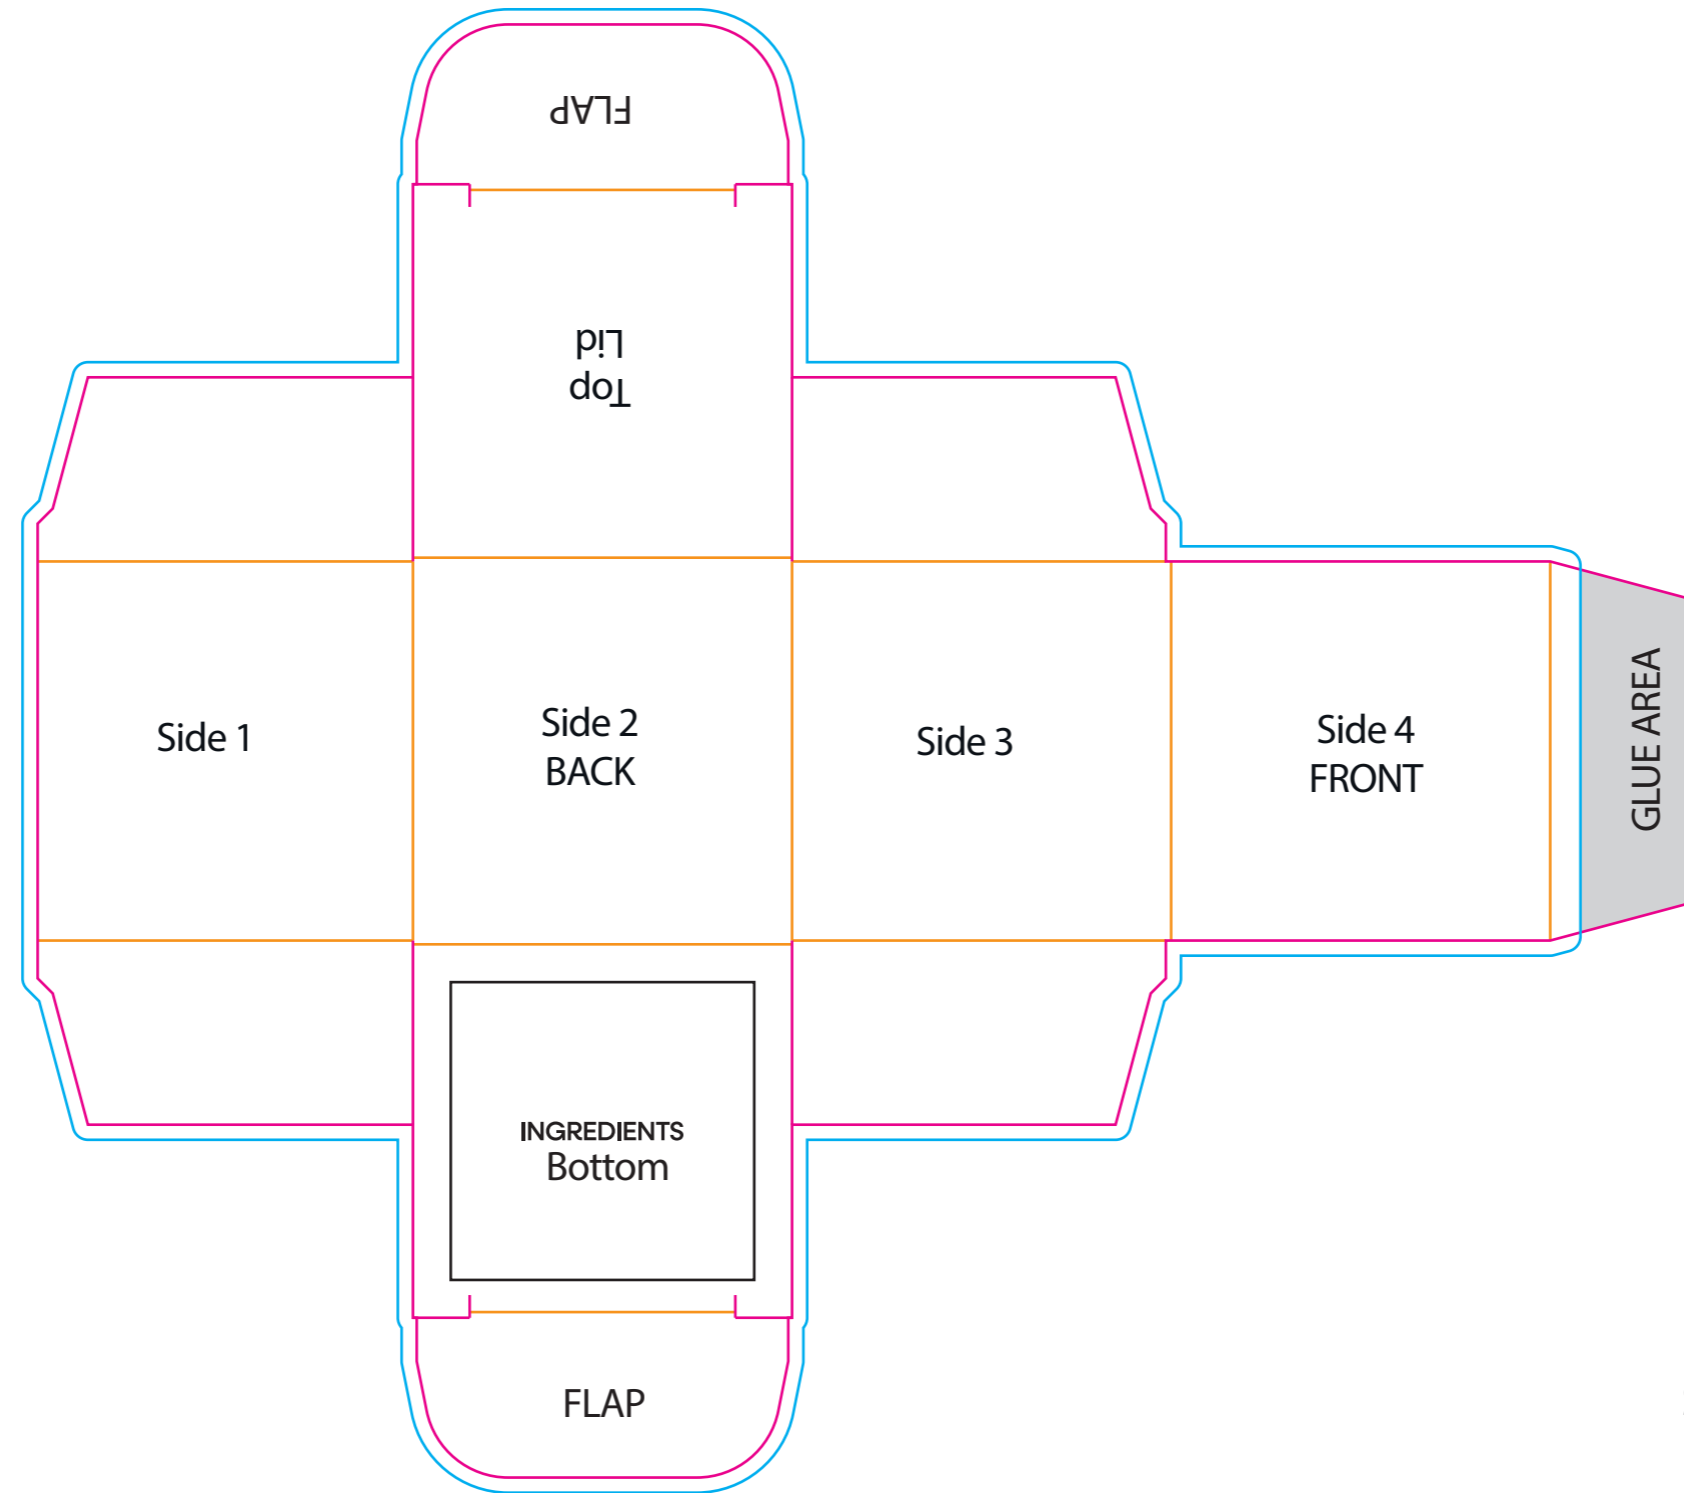 FLAP
Top
Lid
Side 1
Side 2
BACK
Side 3
Side 4
FRONT
GLUE AREA
INGREDIENTS
Bottom
FLAP